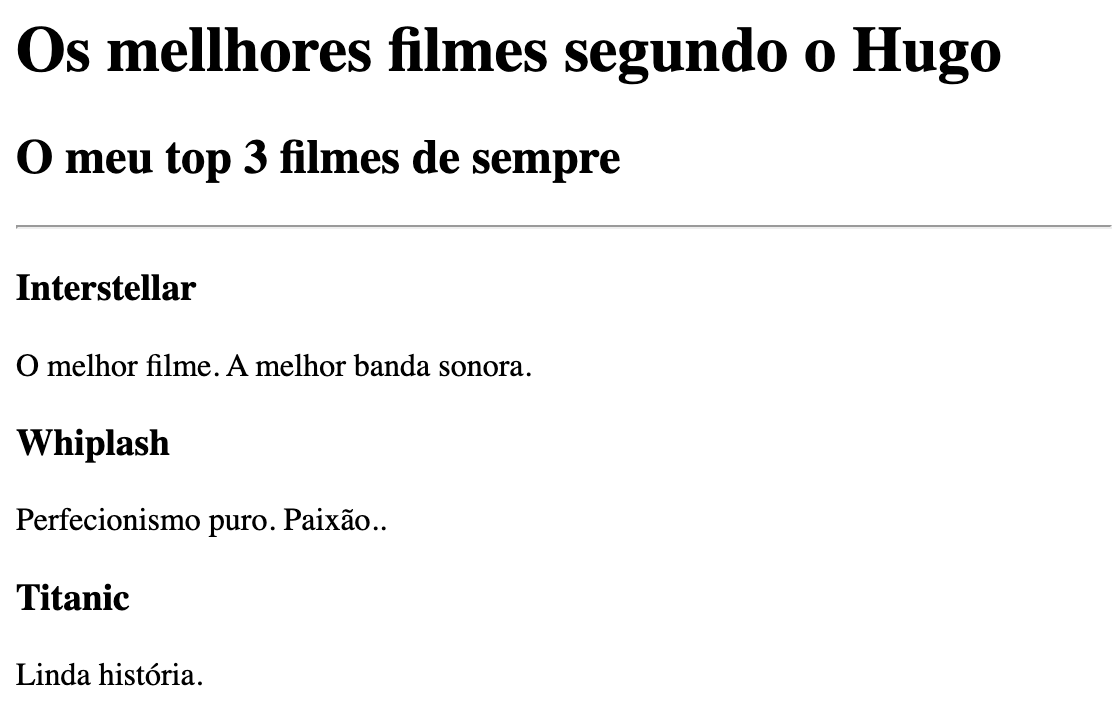 Os mellhores filmes segundo o Hugo
O meu top 3 filmes de sempre
Interstellar
O melhor filme. A melhor banda sonora.
Whiplash
Perfecionismo puro. Paixão..
Titanic
Linda história.